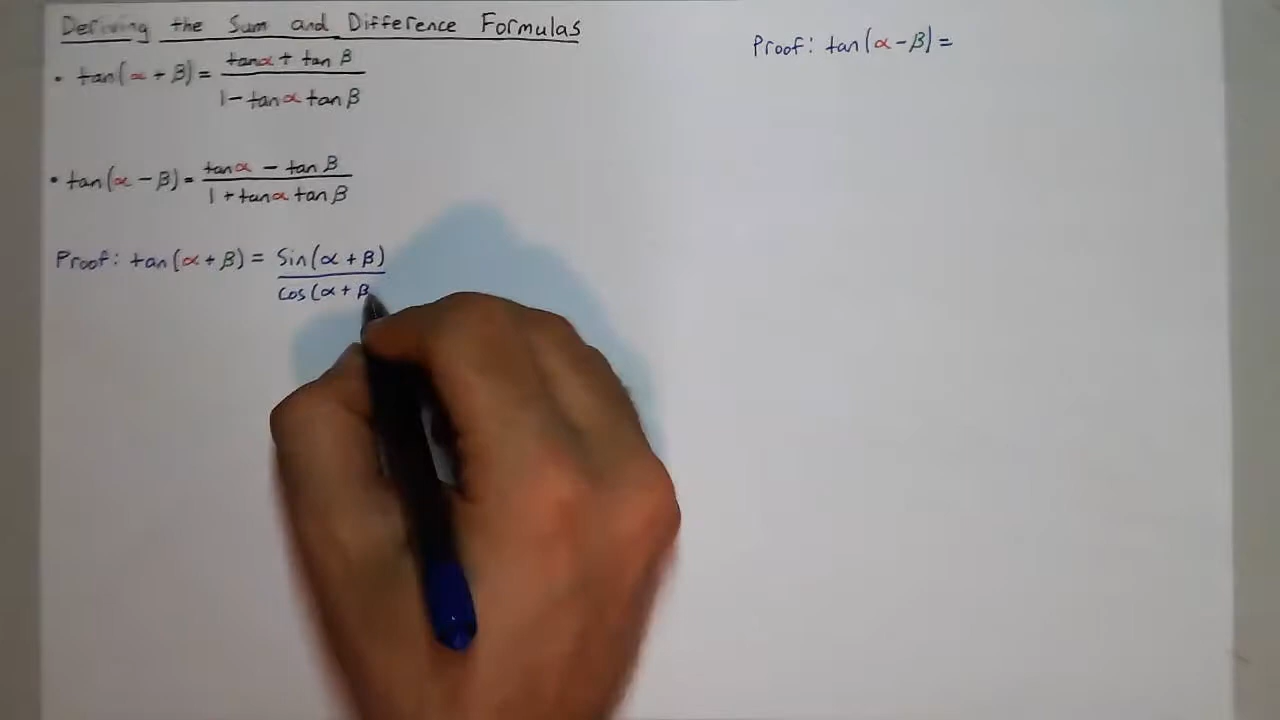 Deriving the Sum and Difference Formulas
• tan(α + β) = tanα + tan β
1 - tanα tan β
• tan(α - β) = tanα - tan β
1 + tanα tan β
Proof: tan(α + β) = Sin(α + β)
cos(α + β
Proof: tan(α - β) =